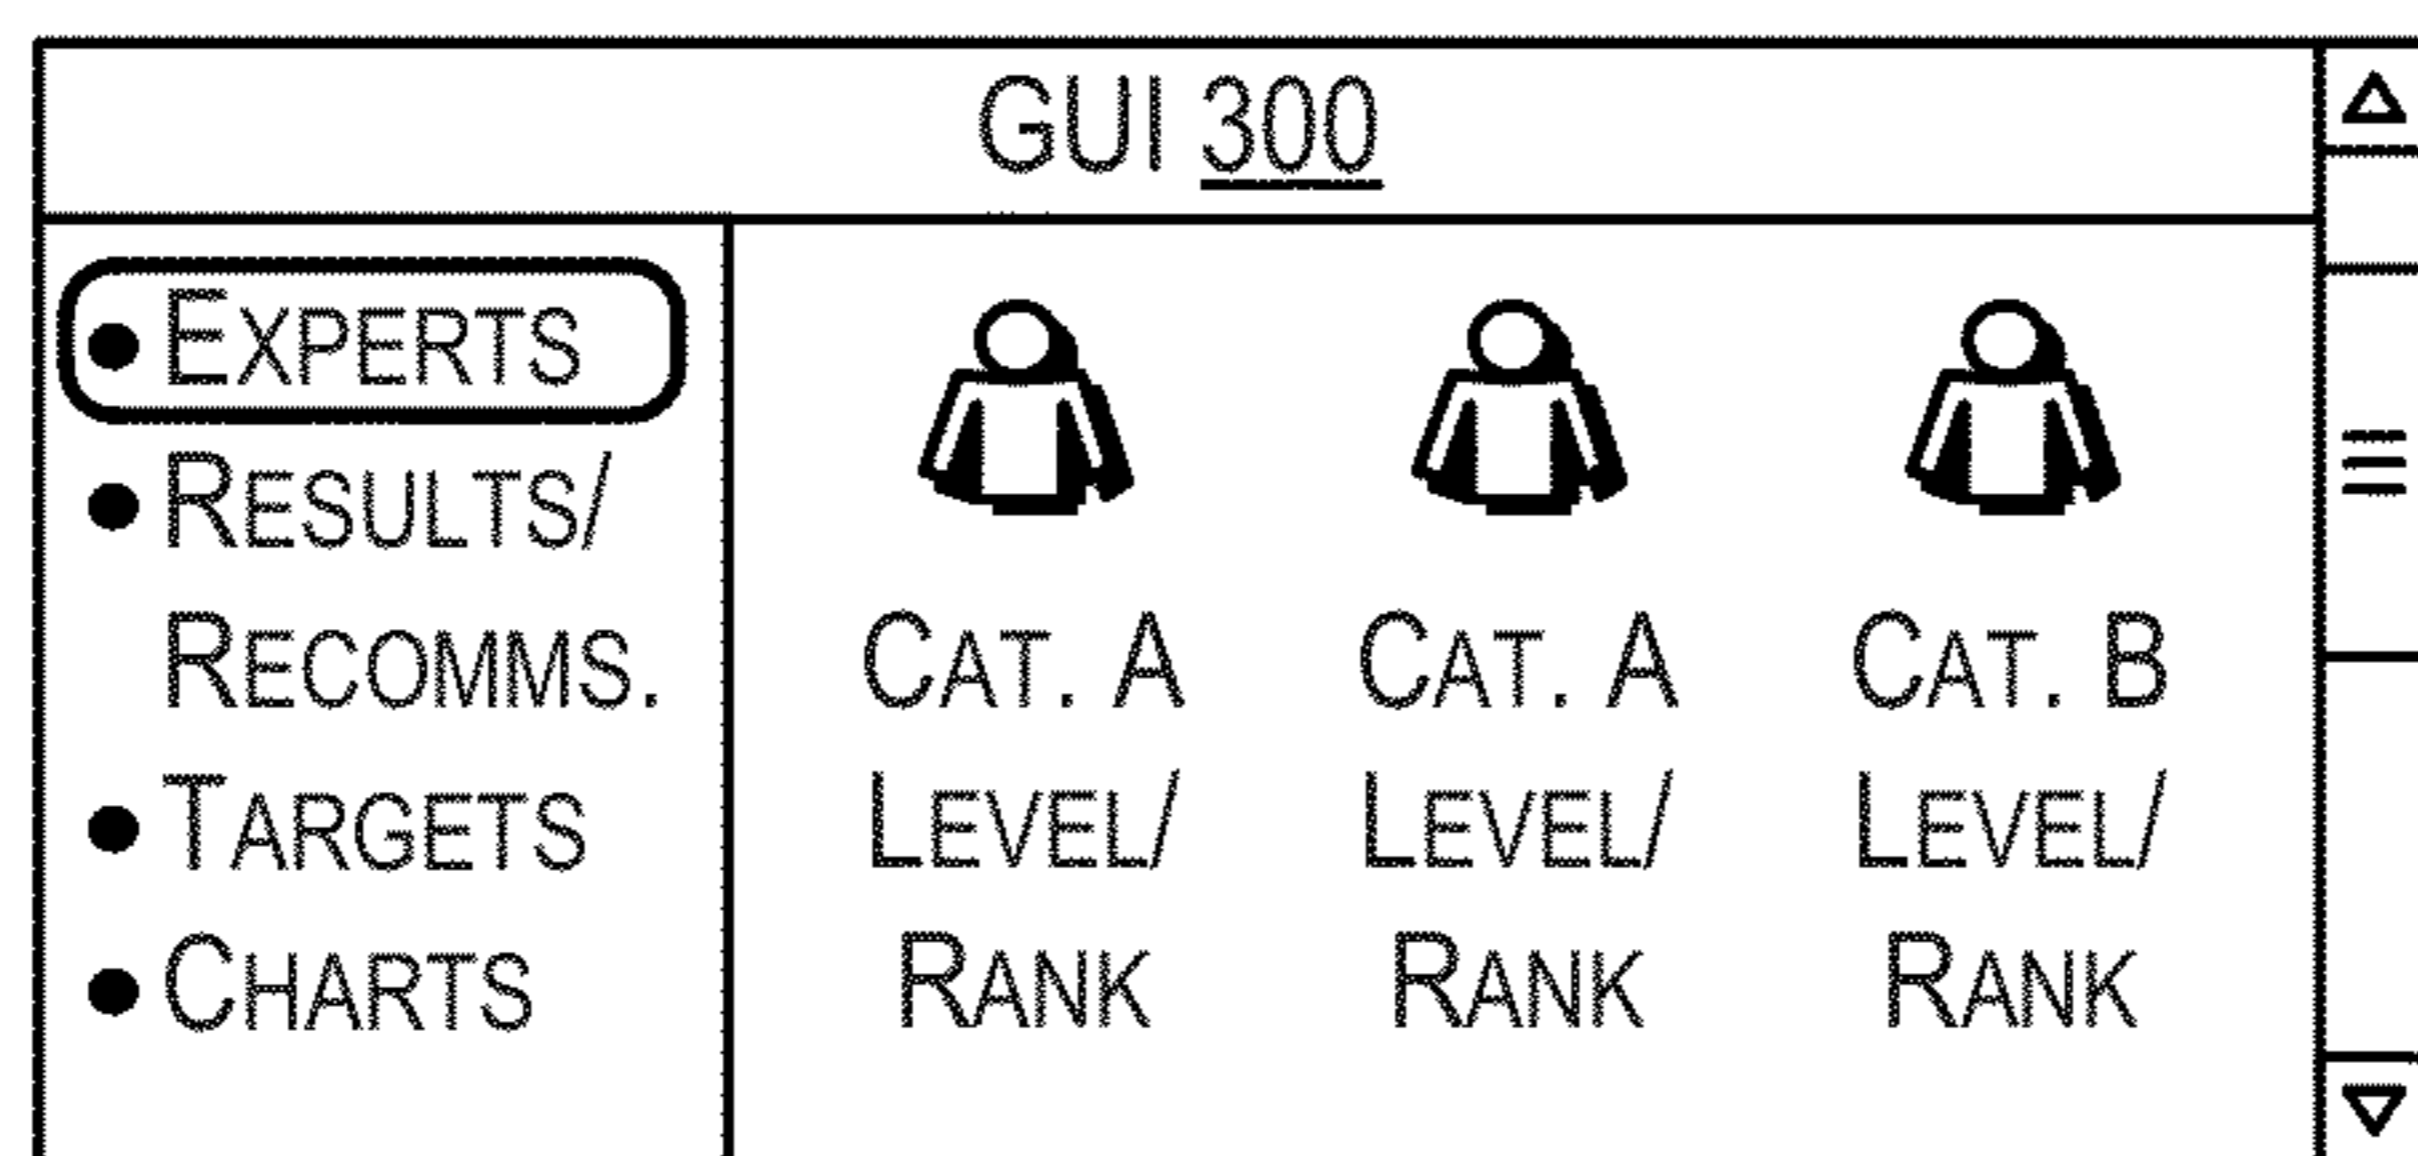 GUI 300
• EXPERTS
• RESULTS/
RECOMMS.
• TARGETS
• CHARTS
CAT. A
LEVEL/
RANK
CAT. A
LEVEL/
RANK
CAT. B
LEVEL/
RANK